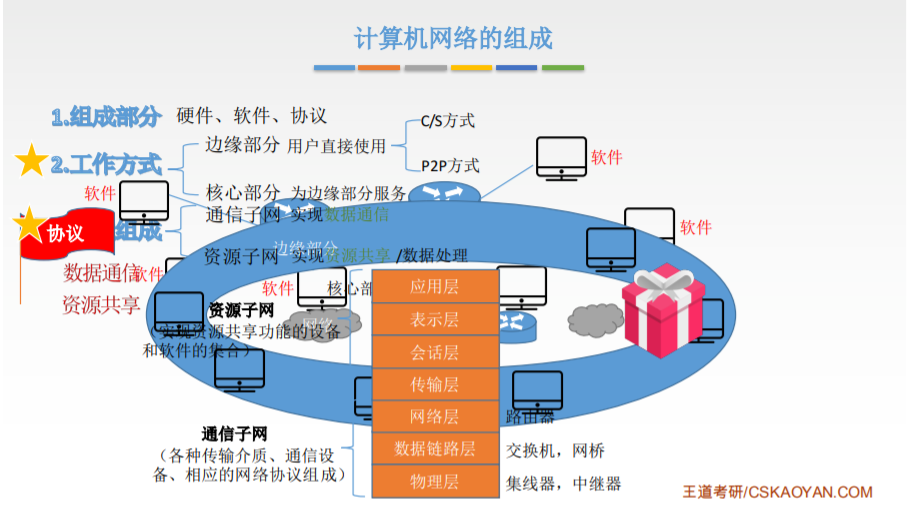 计算机网络的组成
1.组成部分 硬件、软件、协议
C/S方式
边缘部分 用户直接使用
软件
2.工作方式
P2P方式
软件
核心部分 为边缘部分服务
通信子网 实现数据通信
协议
组成
软件
边缘部分
资源子网 实现资源共享 /数据处理
数据通信
软件
资源共享
软件
核心部
应用层
资源子网
网络
表示层
（实现资源共享功能的设备
和软件的集合）
会话层
传输层
网络层
路由器
通信子网
数据链路层
交换机，网桥
（各种传输介质、通信设
备、相应的网络协议组成）
物理层
集线器，中继器
王道考研/CSKAOYAN.COM